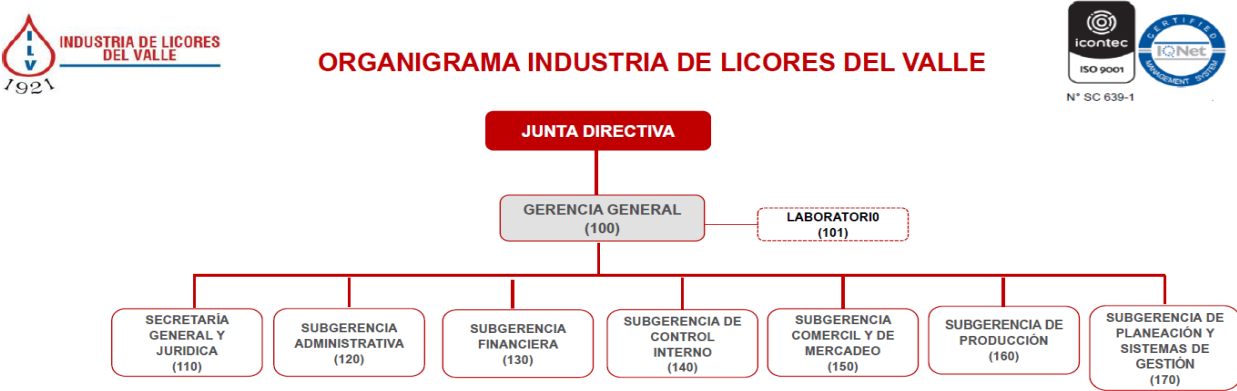 ILV
1921
INDUSTRIA DE LICORES
DEL VALLE
ORGANIGRAMA INDUSTRIA DE LICORES DEL VALLE
icontec
ISO 9001
N° SC 639-1
CERTIFIED
IQNet
MANAGEMENT SYSTEM
JUNTA DIRECTIVA
GERENCIA GENERAL
(100)
LABORATORI0
(101)
SECRETARÍA
GENERAL Y
JURIDICA
(110)
SUBGERENCIA
ADMINISTRATIVA
(120)
SUBGERENCIA
FINANCIERA
(130)
SUBGERENCIA DE
CONTROL
INTERNO
(140)
SUBGERENCIA
COMERCIL Y DE
MERCADEO
(150)
SUBGERENCIA DE
PRODUCCIÓN
(160)
SUBGERENCIA DE
PLANEACIÓN Y
SISTEMAS DE
GESTIÓN
(170)